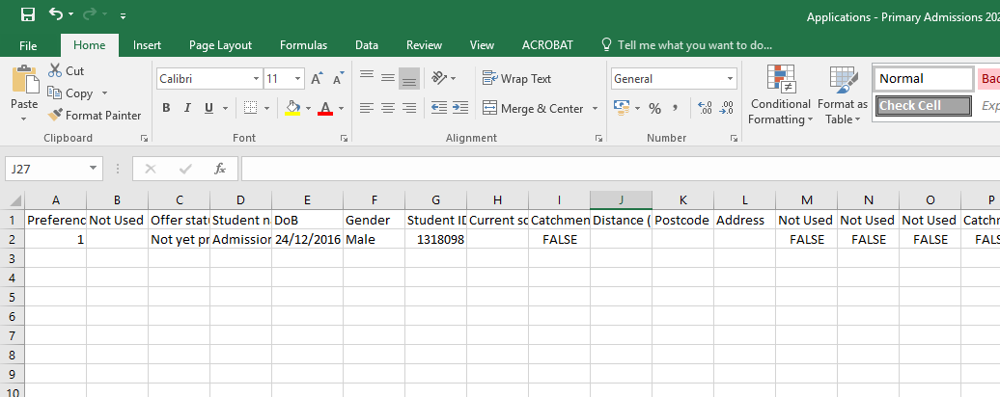 Applications - Primary Admissions 202
File Home Insert Page Layout Formulas Data Review View ACROBAT Tell me what you want to do...
Cut
Copy
Format Painter
Paste
Clipboard
Calibri 11 A A
B I U A
Font
Wrap Text
Merge & Center
Alignment
General
% , .0 .00 .00 .0
Number
Conditional Formatting
Format as Table
Normal Bad
Check Cell Exp
J27 fx
A B C D E F G H I J K L M N O P
1 Preferenc Not Used Offer statu Student na DoB Gender Student ID Current sc Catchmen Distance ( Postcode Address Not Used Not Used Not Used Catchm
2 1 Not yet pr Admission 24/12/2016 Male 1318098 FALSE FALSE FALSE FALSE FALS
3
4
5
6
7
8
9
10